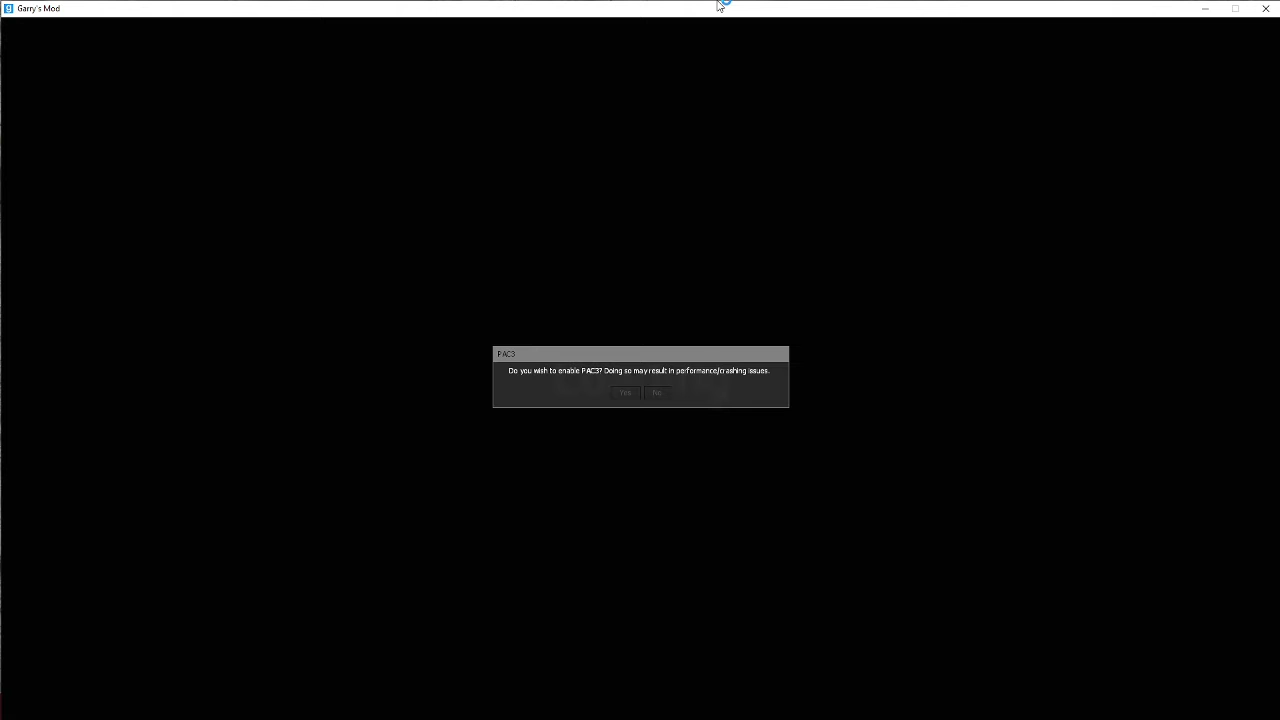 Garry's Mod
PAC3
Do you wish to enable PAC3? Doing so may result in performance/crashing issues.
Yes No